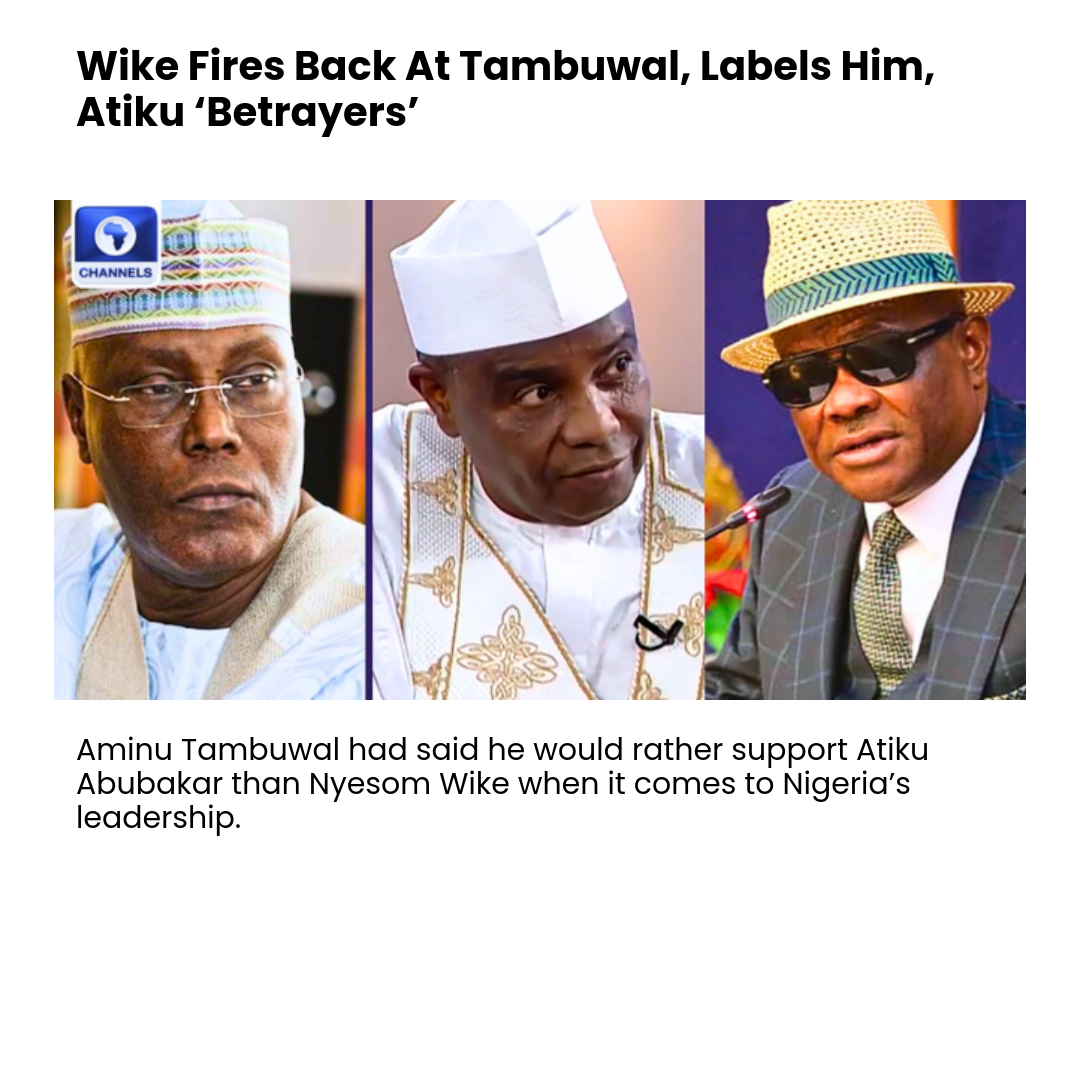 Wike Fires Back At Tambuwal, Labels Him,
Atiku ‘Betrayers’
CHANNELS
Aminu Tambuwal had said he would rather support Atiku
Abubakar than Nyesom Wike when it comes to Nigeria’s
leadership.